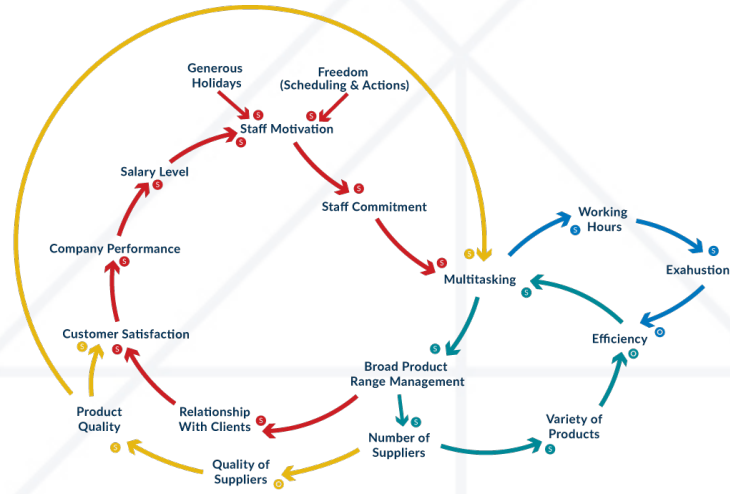 Generous
Holidays
Freedom
(Scheduling & Actions)
S
S
Staff Motivation
S
Salary Level
S
S
Staff Commitment
Working
Hours
S
Company Performance
S
S
S
S
Exahustion
Multitasking
S
Customer Satisfaction
S
S
S
Efficiency
O
O
Broad Product
Range Management
Product
Quality
Relationship
With Clients
S
S
Number of
Suppliers
Variety of
Products
S
S
Quality of
Suppliers
O